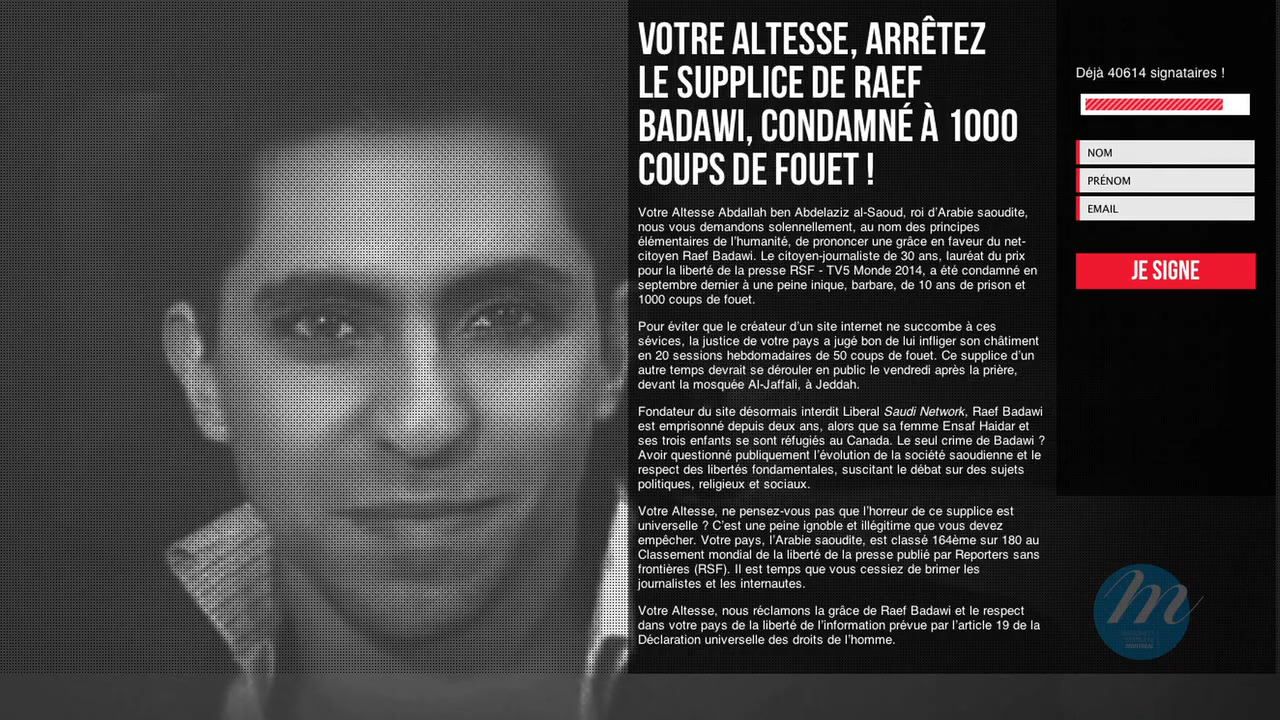 VOTRE ALTESSE, ARRÊTEZ
LE SUPPLICE DE RAEF
BADAWI, CONDAMNÉ À 1000
COUPS DE FOUET !
Votre Altesse Abdallah ben Abdelaziz al-Saoud, roi d'Arabie saoudite,
nous vous demandons solennellement, au nom des principes
élémentaires de l'humanité, de prononcer une grâce en faveur du net-
citoyen Raef Badawi. Le citoyen-journaliste de 30 ans, lauréat du prix
pour la liberté de la presse RSF - TV5 Monde 2014, a été condamné en
septembre dernier à une peine inique, barbare, de 10 ans de prison et
1000 coups de fouet.
Pour éviter que le créateur d'un site internet ne succombe à ces
sévices, la justice de votre pays a jugé bon de lui infliger son châtiment
en 20 sessions hebdomadaires de 50 coups de fouet. Ce supplice d'un
autre temps devrait se dérouler en public le vendredi après la prière,
devant la mosquée Al-Jaffali, à Jeddah.
Fondateur du site désormais interdit Liberal Saudi Network, Raef Badawi
est emprisonné depuis deux ans, alors que sa femme Ensaf Haidar et
ses trois enfants se sont réfugiés au Canada. Le seul crime de Badawi ?
Avoir questionné publiquement l'évolution de la société saoudienne et le
respect des libertés fondamentales, suscitant le débat sur des sujets
politiques, religieux et sociaux.
Votre Altesse, ne pensez-vous pas que l'horreur de ce supplice est
universelle ? C'est une peine ignoble et illégitime que vous devez
empêcher. Votre pays, l'Arabie saoudite, est classé 164ème sur 180 au
Classement mondial de la liberté de la presse publié par Reporters sans
frontières (RSF). Il est temps que vous cessiez de brimer les
journalistes et les internautes.
Votre Altesse, nous réclamons la grâce de Raef Badawi et le respect
dans votre pays de la liberté de l'information prévue par l'article 19 de la
Déclaration universelle des droits de l'homme.
Déjà 40614 signataires !
NOM
PRÉNOM
EMAIL
JE SIGNE
m
MONTRÉAL